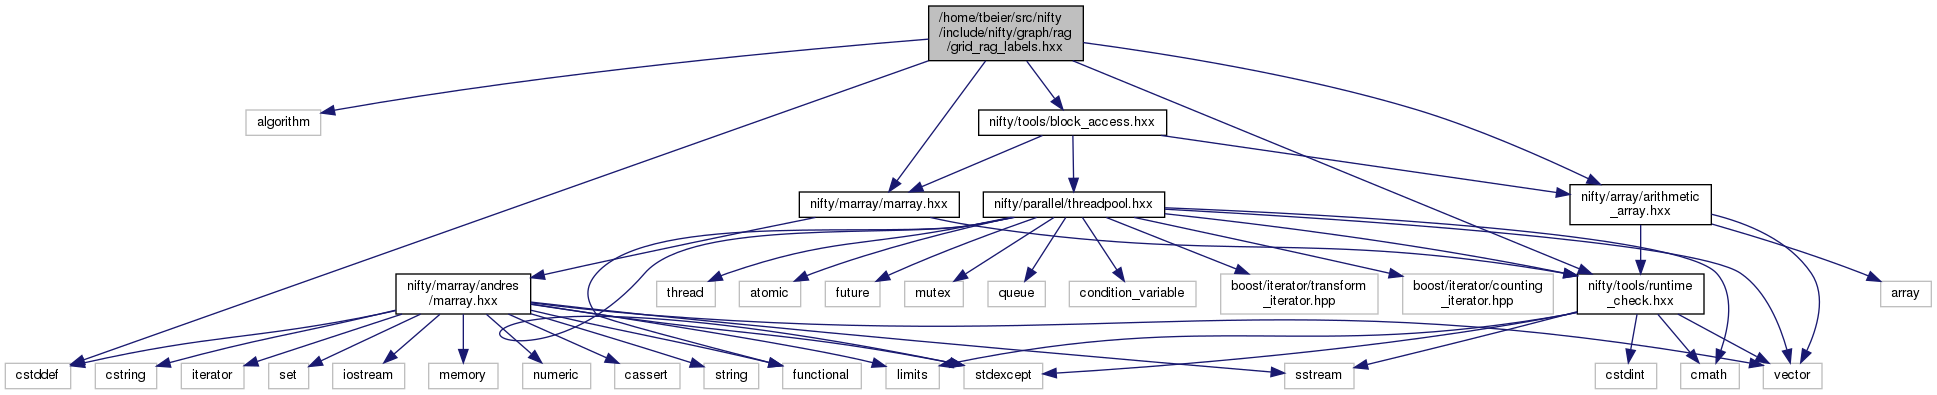 /home/tbeier/src/nifty
/include/nifty/graph/rag
/grid_rag_labels.hxx
algorithm
nifty/tools/block_access.hxx
nifty/marray/marray.hxx
nifty/parallel/threadpool.hxx
nifty/array/arithmetic
_array.hxx
nifty/marray/andres
/marray.hxx
thread
atomic
future
mutex
queue
condition_variable
boost/iterator/transform
_iterator.hpp
boost/iterator/counting
_iterator.hpp
nifty/tools/runtime
_check.hxx
array
cstddef
cstring
iterator
set
iostream
memory
numeric
cassert
string
functional
limits
stdexcept
sstream
cstdint
cmath
vector